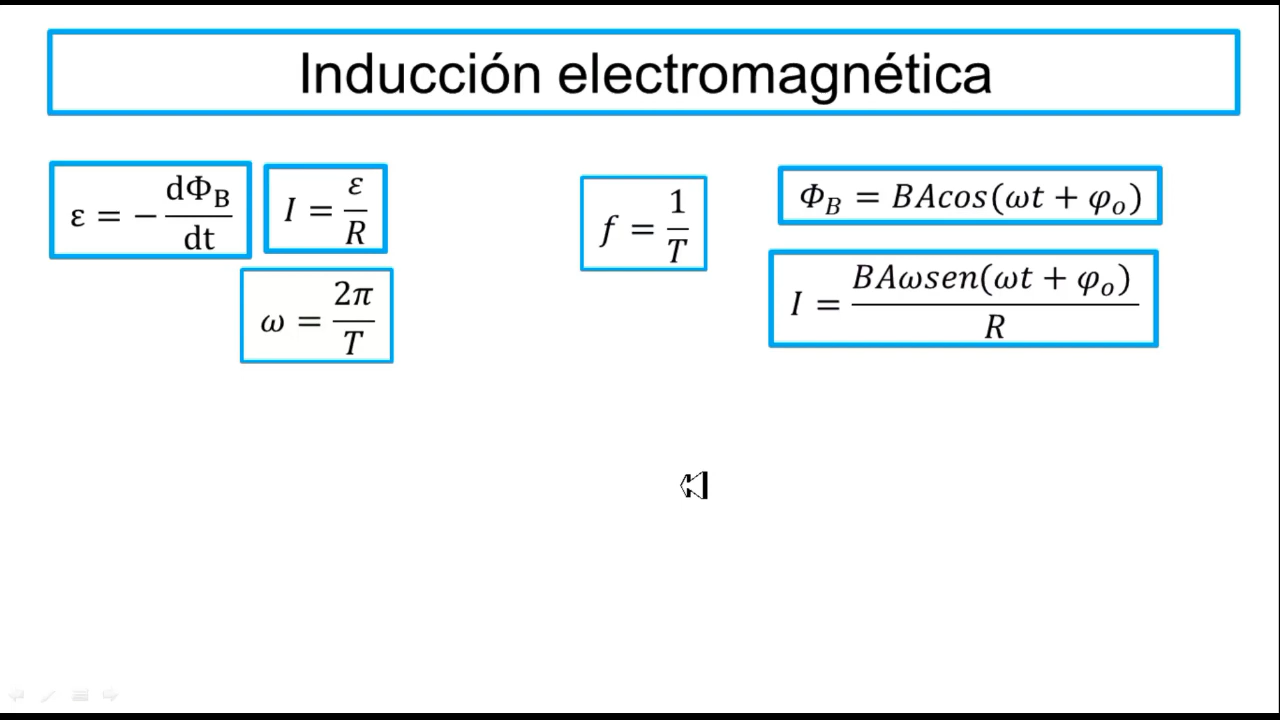 Inducción electromagnética
ε = − dΦ_B / dt
I = ε / R
ω = 2π / T
f = 1 / T
Φ_B = BAcos(ωt + φ_o)
I = BAωsen(ωt + φ_o) / R